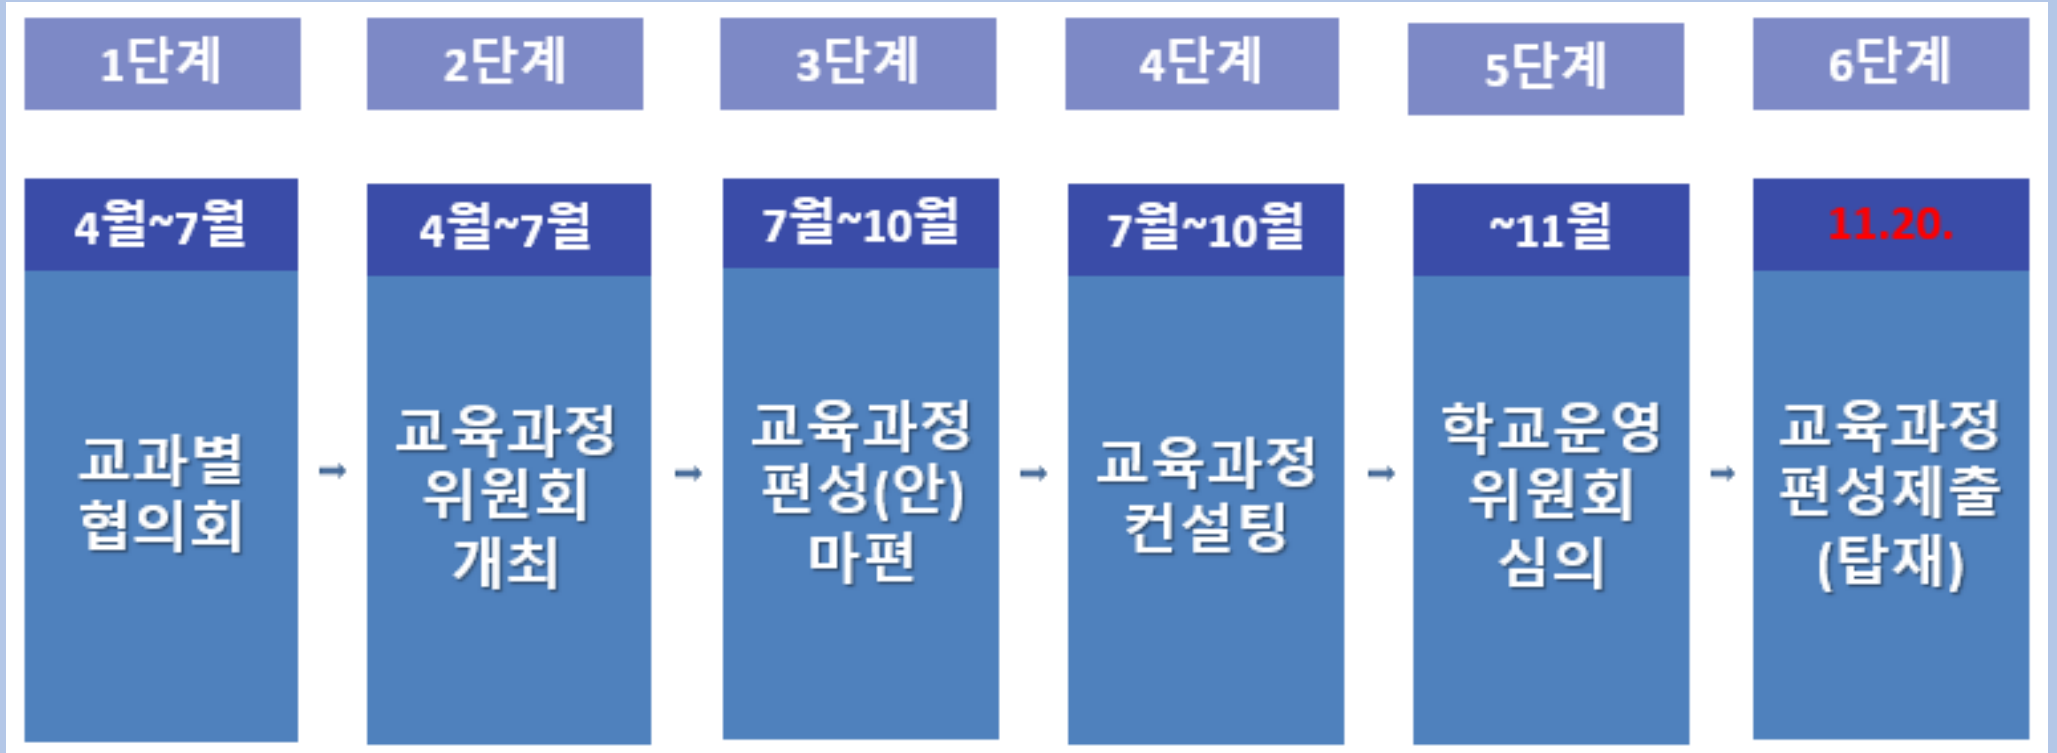 1단계
2단계
3단계
4단계
5단계
6단계
4월~7월
4월~7월
7월~10월
7월~10월
~11월
11.20.
교과별
협의회
교육과정
위원회
개최
교육과정
편성(안)
마편
교육과정
컨설팅
학교운영
위원회
심의
교육과정
편성제출
(탑재)